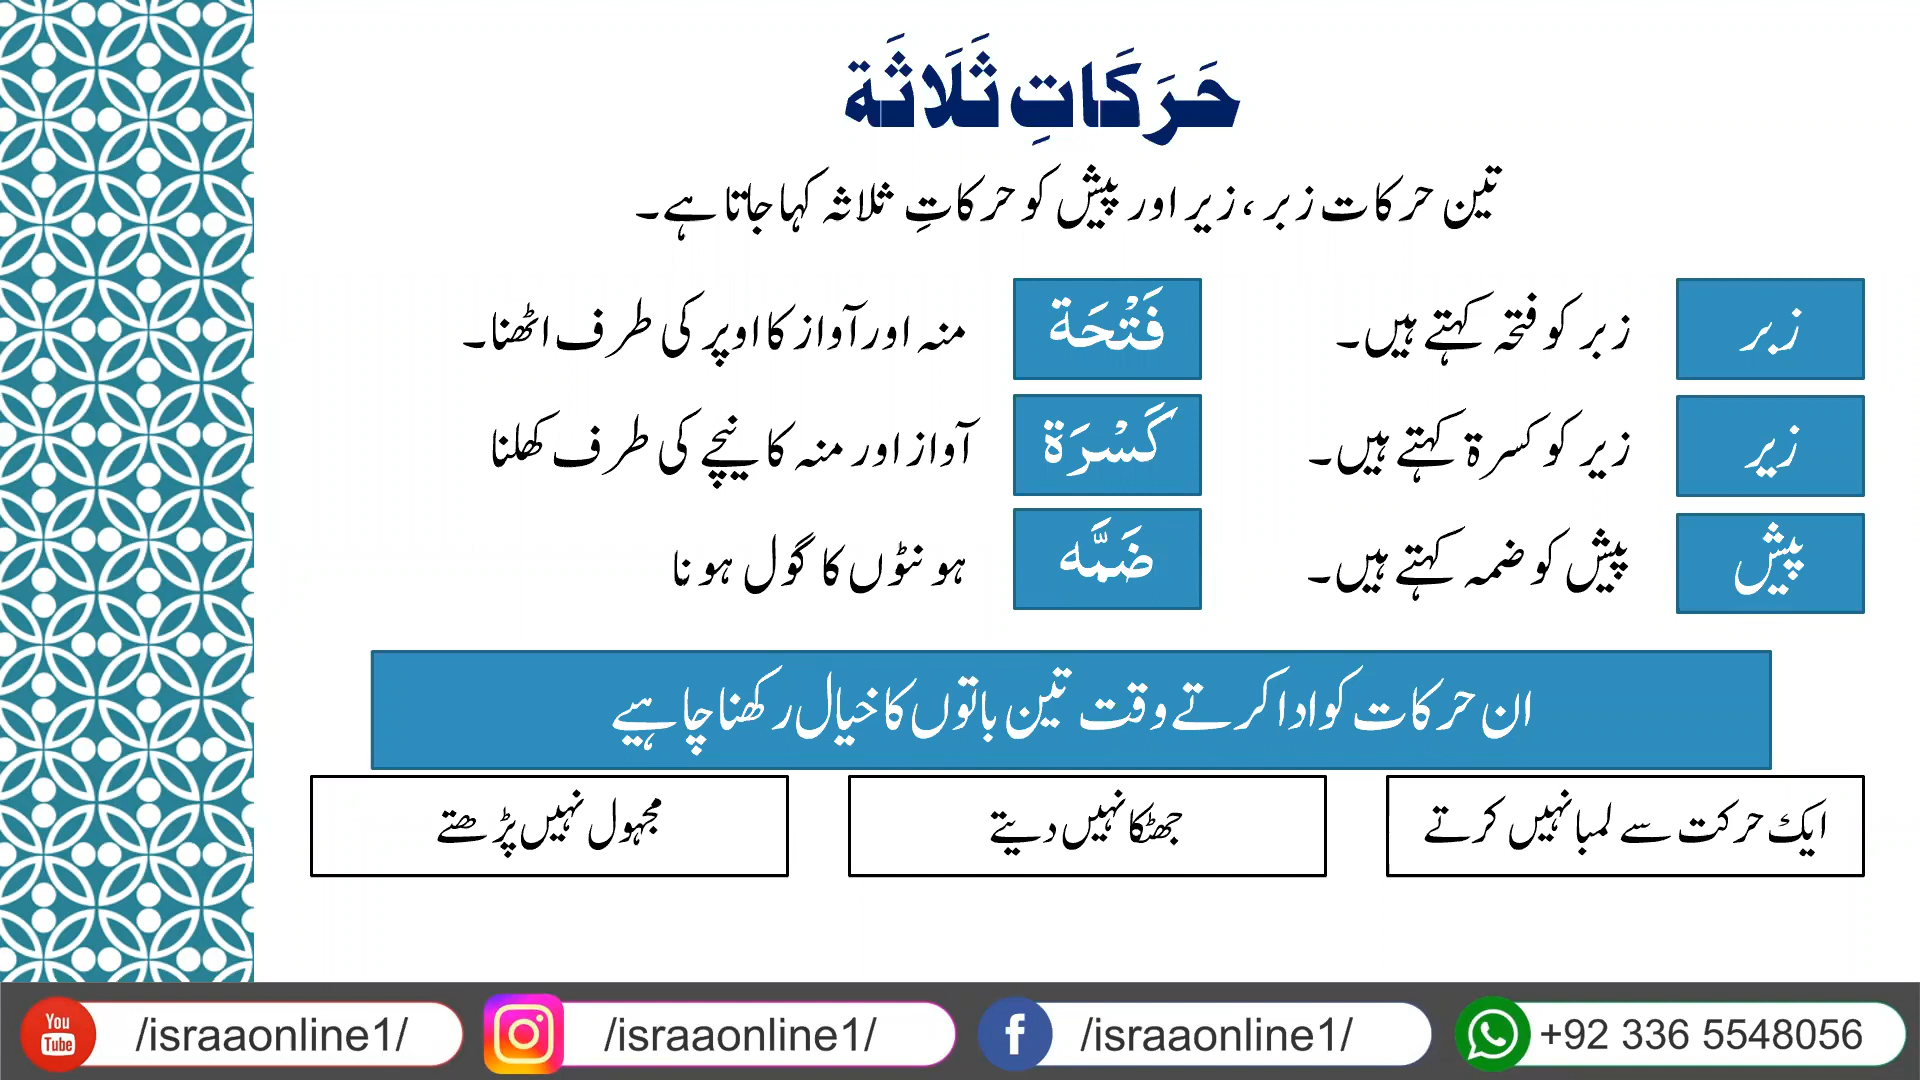 حَرَكَاتِ ثَلَاثَة
تین حرکات زبر، زیر اور پیش کو حرکاتِ ثلاثہ کہا جاتا ہے۔
زبر زبر کو فتحہ کہتے ہیں۔ فَتْحَة منہ اور آواز کا اوپر کی طرف اٹھنا۔
زیر زیر کو کسرۃ کہتے ہیں۔ كَسْرَة آواز اور منہ کا نیچے کی طرف کھلنا
پیش پیش کو ضمہ کہتے ہیں۔ ضَمَّه ہونٹوں کا گول ہونا
ان حرکات کو ادا کرتے وقت تین باتوں کا خیال رکھنا چاہیے
ایک حرکت سے لمبا نہیں کرتے جھٹکا نہیں دیتے مجہول نہیں پڑھتے
You Tube /israaonline1/ /israaonline1/ f /israaonline1/ +92 336 5548056